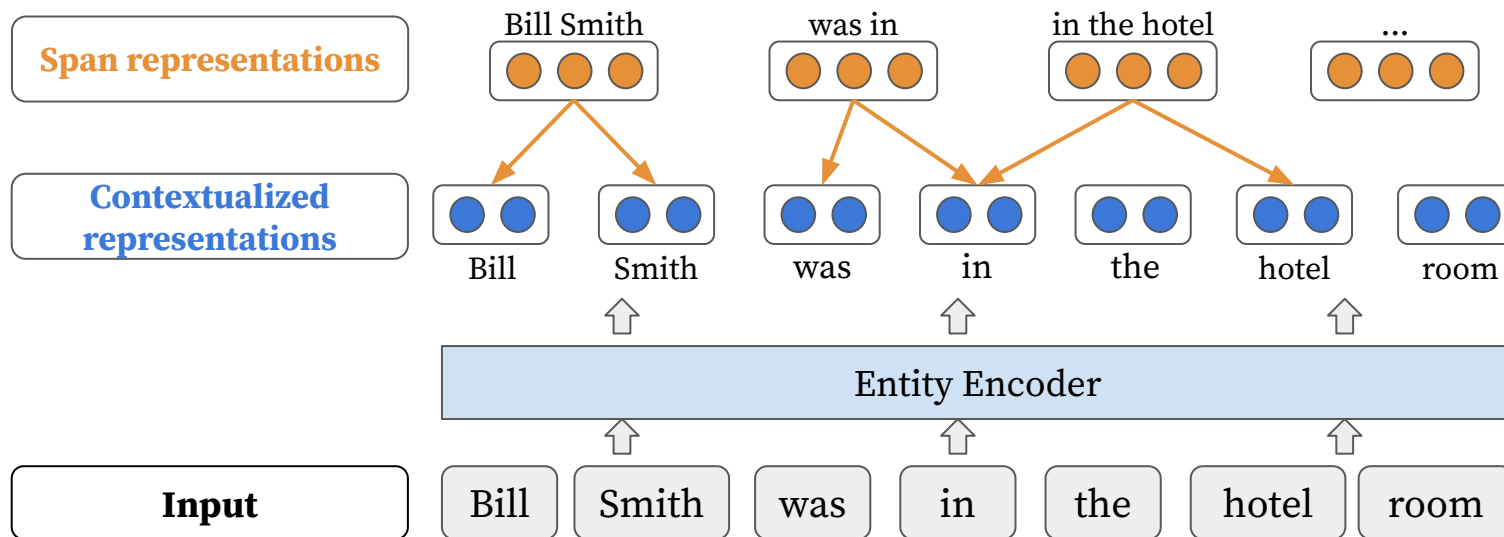 Span representations
Bill Smith
was in
in the hotel
...
Contextualized
representations
Bill
Smith
was
in
the
hotel
room
Entity Encoder
Input
Bill
Smith
was
in
the
hotel
room